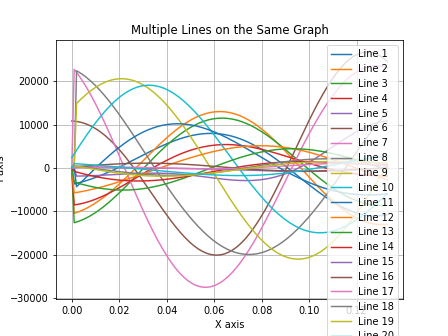 Multiple Lines on the Same Graph
20000
10000
0
−10000
−20000
−30000
0.00
0.02
0.04
0.06
0.08
0.10
X axis
Line 1
Line 2
Line 3
Line 4
Line 5
Line 6
Line 7
Line 8
Line 9
Line 10
Line 11
Line 12
Line 13
Line 14
Line 15
Line 16
Line 17
Line 18
Line 19
Line 20